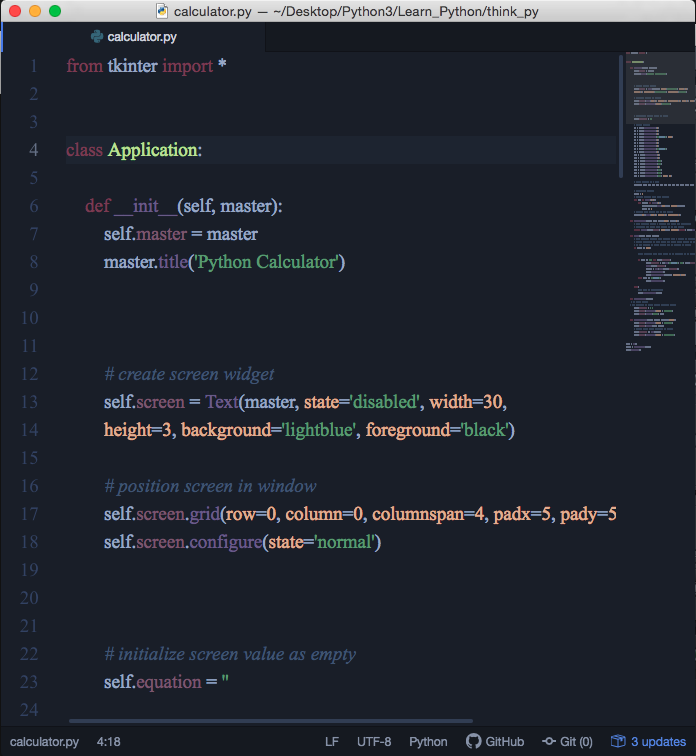 calculator.py — ~/Desktop/Python3/Learn_Python/think_py
calculator.py
1 from tkinter import *
2
3
4 class Application:
5
6 def __init__(self, master):
7 self.master = master
8 master.title('Python Calculator')
9
10
11
12 # create screen widget
13 self.screen = Text(master, state='disabled', width=30,
14 height=3, background='lightblue', foreground='black')
15
16 # position screen in window
17 self.screen.grid(row=0, column=0, columnspan=4, padx=5, pady=5
18 self.screen.configure(state='normal')
19
20
21
22 # initialize screen value as empty
23 self.equation = ''
24
calculator.py 4:18 LF UTF-8 Python GitHub Git (0) 3 updates